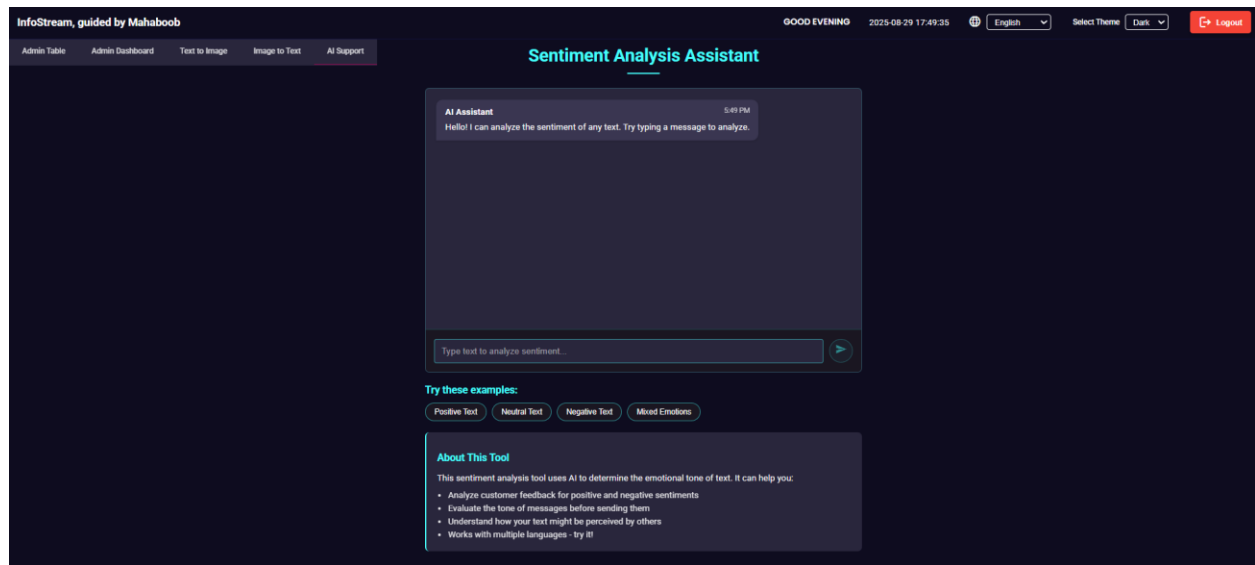 InfoStream, guided by Mahaboob
GOOD EVENING
2025-08-29 17:49:35
English
Select Theme
Dark
Logout
Admin Table
Admin Dashboard
Text to Image
Image to Text
AI Support
Sentiment Analysis Assistant
AI Assistant
5:49 PM
Hello! I can analyze the sentiment of any text. Try typing a message to analyze.
Type text to analyze sentiment...
Try these examples:
Positive Text
Neutral Text
Negative Text
Mixed Emotions
About This Tool
This sentiment analysis tool uses AI to determine the emotional tone of text. It can help you:
• Analyze customer feedback for positive and negative sentiments
• Evaluate the tone of messages before sending them
• Understand how your text might be perceived by others
• Works with multiple languages - try it!